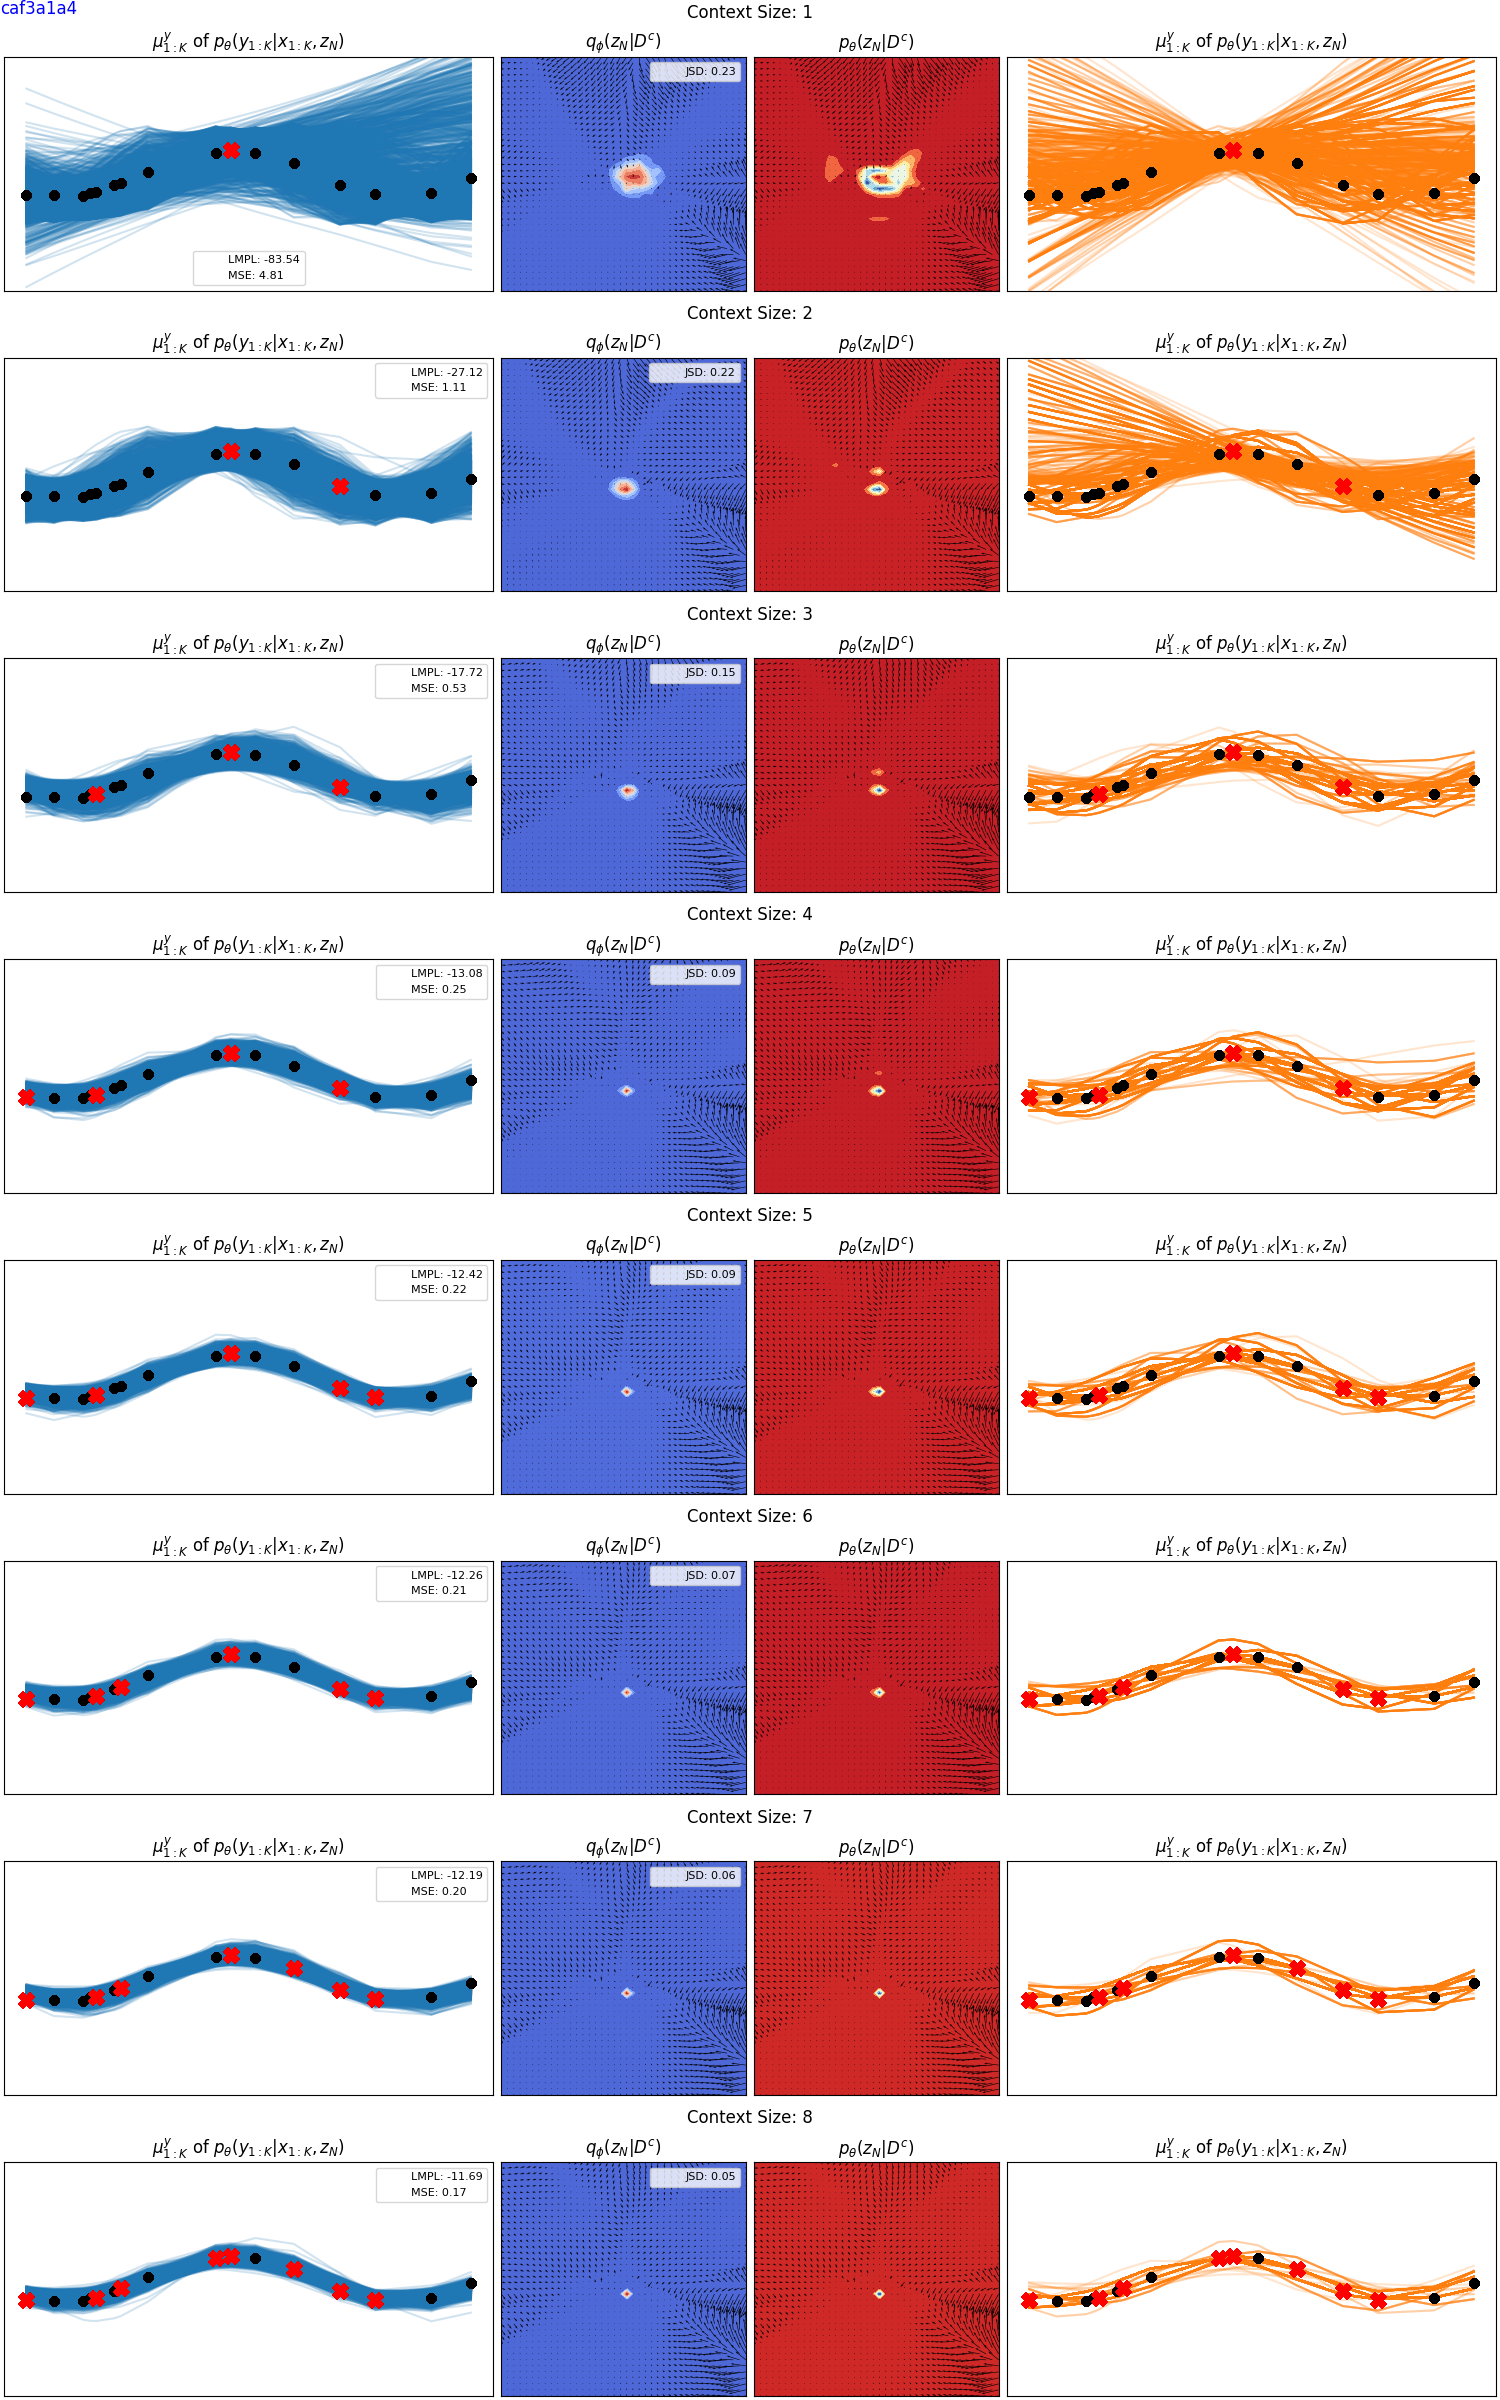 caf3a1a4
Context Size: 1
μ^y_{1:K} of p_θ(y_{1:K}|x_{1:K}, z_N)
q_ϕ(z_N|D^c)
p_θ(z_N|D^c)
μ^y_{1:K} of p_θ(y_{1:K}|x_{1:K}, z_N)
LMPL: -83.54
MSE: 4.81
JSD: 0.23
Context Size: 2
μ^y_{1:K} of p_θ(y_{1:K}|x_{1:K}, z_N)
q_ϕ(z_N|D^c)
p_θ(z_N|D^c)
μ^y_{1:K} of p_θ(y_{1:K}|x_{1:K}, z_N)
LMPL: -27.12
MSE: 1.11
JSD: 0.22
Context Size: 3
μ^y_{1:K} of p_θ(y_{1:K}|x_{1:K}, z_N)
q_ϕ(z_N|D^c)
p_θ(z_N|D^c)
μ^y_{1:K} of p_θ(y_{1:K}|x_{1:K}, z_N)
LMPL: -17.72
MSE: 0.53
JSD: 0.15
Context Size: 4
μ^y_{1:K} of p_θ(y_{1:K}|x_{1:K}, z_N)
q_ϕ(z_N|D^c)
p_θ(z_N|D^c)
μ^y_{1:K} of p_θ(y_{1:K}|x_{1:K}, z_N)
LMPL: -13.08
MSE: 0.25
JSD: 0.09
Context Size: 5
μ^y_{1:K} of p_θ(y_{1:K}|x_{1:K}, z_N)
q_ϕ(z_N|D^c)
p_θ(z_N|D^c)
μ^y_{1:K} of p_θ(y_{1:K}|x_{1:K}, z_N)
LMPL: -12.42
MSE: 0.22
JSD: 0.09
Context Size: 6
μ^y_{1:K} of p_θ(y_{1:K}|x_{1:K}, z_N)
q_ϕ(z_N|D^c)
p_θ(z_N|D^c)
μ^y_{1:K} of p_θ(y_{1:K}|x_{1:K}, z_N)
LMPL: -12.26
MSE: 0.21
JSD: 0.07
Context Size: 7
μ^y_{1:K} of p_θ(y_{1:K}|x_{1:K}, z_N)
q_ϕ(z_N|D^c)
p_θ(z_N|D^c)
μ^y_{1:K} of p_θ(y_{1:K}|x_{1:K}, z_N)
LMPL: -12.19
MSE: 0.20
JSD: 0.06
Context Size: 8
μ^y_{1:K} of p_θ(y_{1:K}|x_{1:K}, z_N)
q_ϕ(z_N|D^c)
p_θ(z_N|D^c)
μ^y_{1:K} of p_θ(y_{1:K}|x_{1:K}, z_N)
LMPL: -11.69
MSE: 0.17
JSD: 0.05